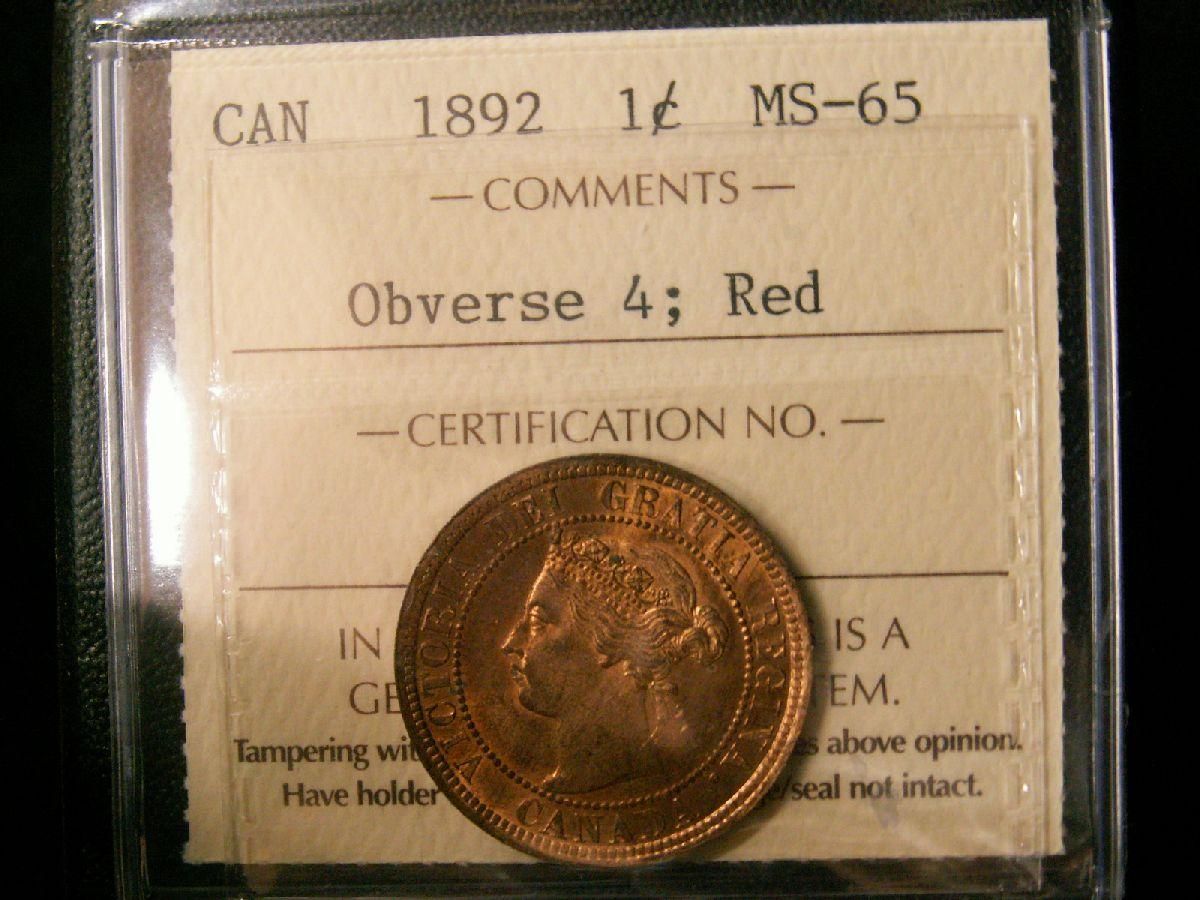 CAN 1892 1¢ MS-65
— COMMENTS —
Obverse 4; Red
— CERTIFICATION NO. —
VICTORIA DEI GRATIA REGINA.
CANADA
IN IS A
GE TEM.
Tampering wit es above opinion.
Have holder /seal not intact.